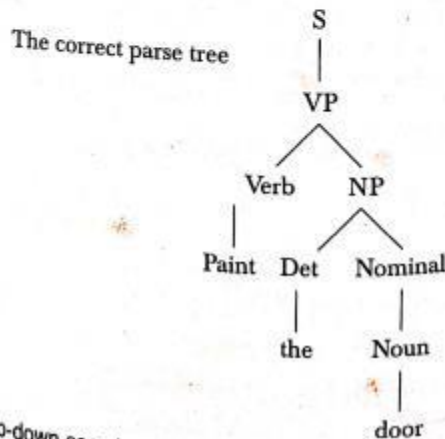 S
The correct parse tree
VP
Verb NP
Paint Det Nominal
the Noun
door